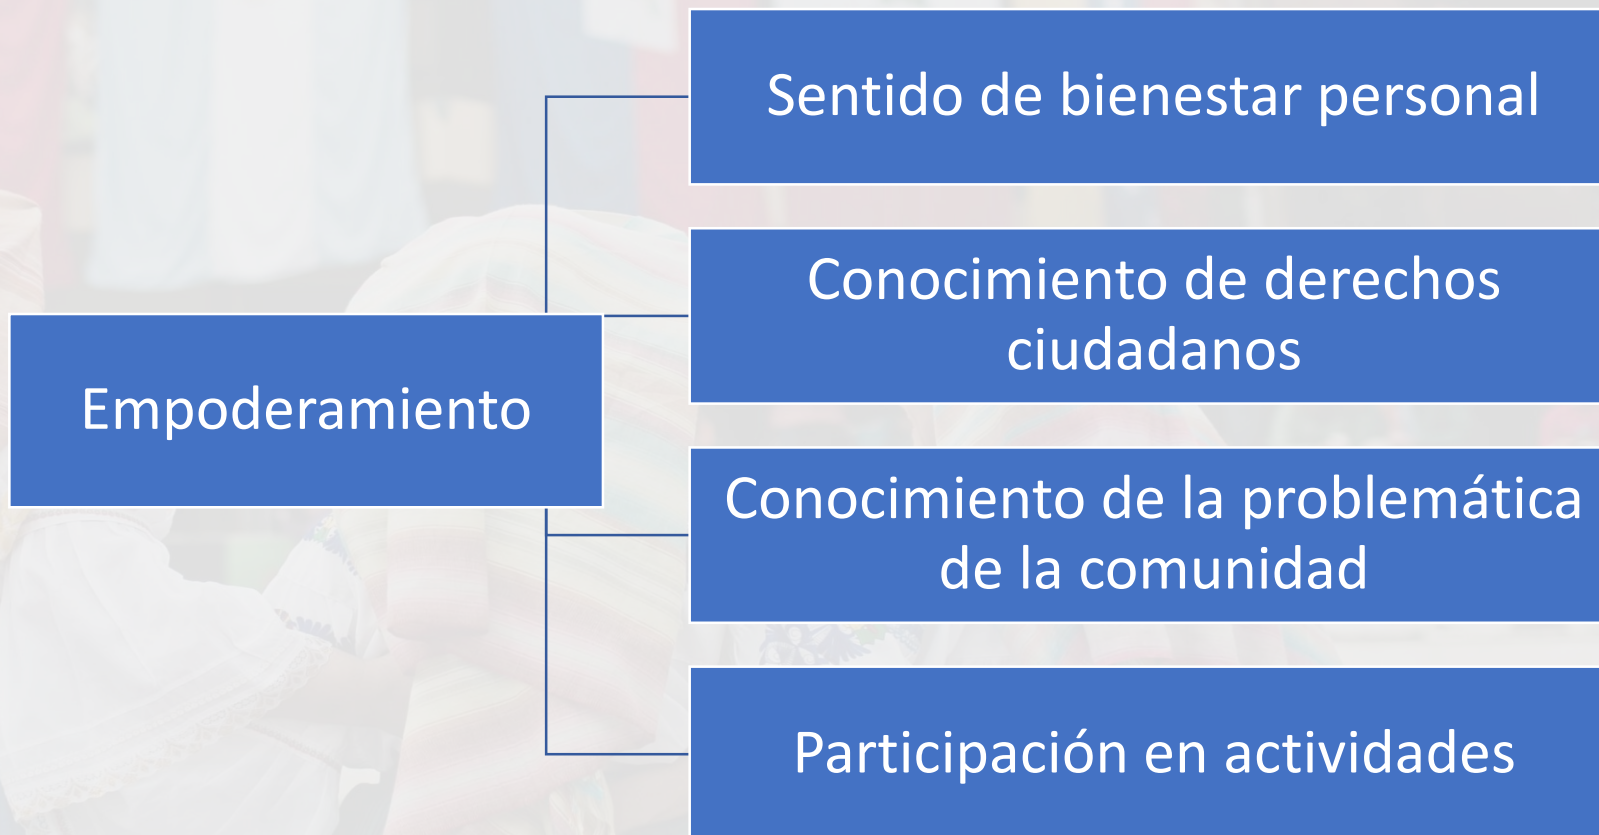 Empoderamiento
Sentido de bienestar personal
Conocimiento de derechos
ciudadanos
Conocimiento de la problemática
de la comunidad
Participación en actividades